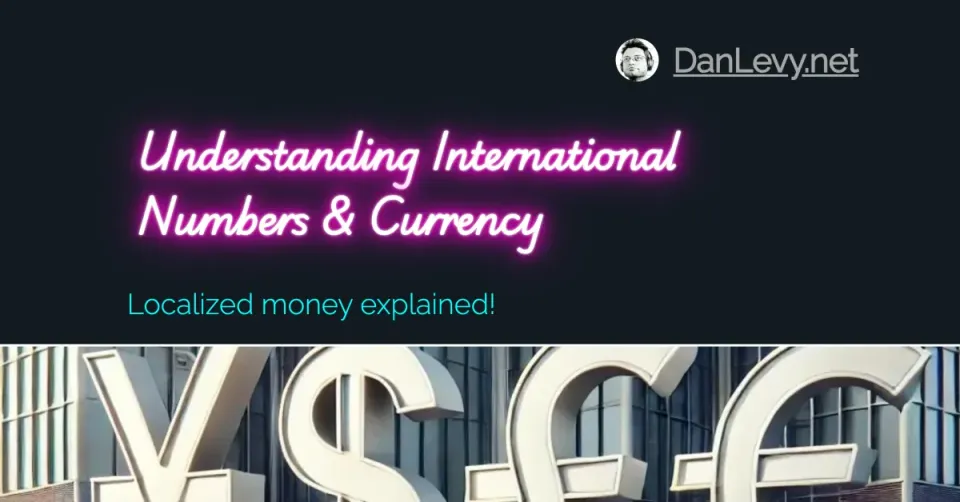 DanLevy.net
Understanding International
Numbers & Currency
Localized money explained!
¥$££